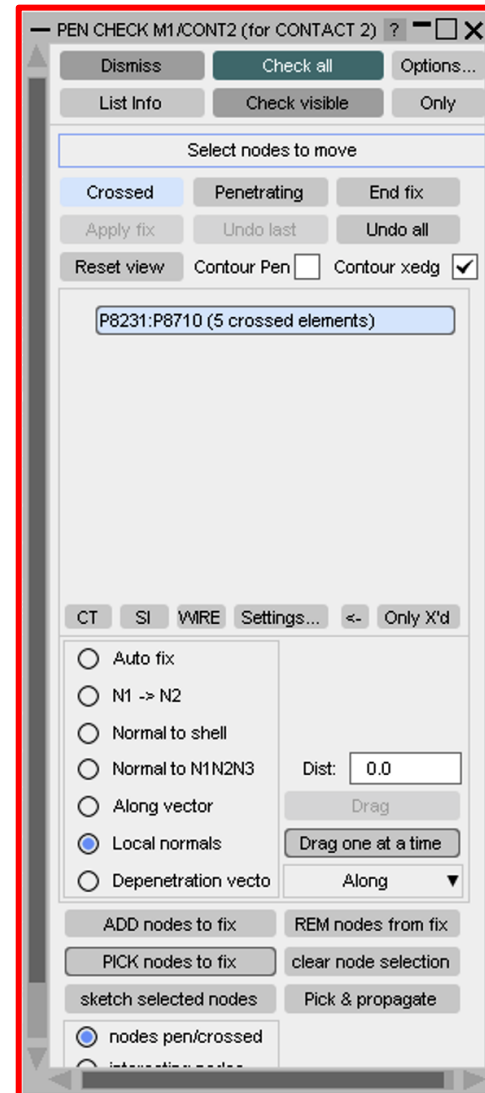 PEN CHECK M1/CONT2 (for CONTACT 2) ?
Dismiss Check all Options...
List Info Check visible Only
Select nodes to move
Crossed Penetrating End fix
Apply fix Undo last Undo all
Reset view Contour Pen Contour xedg
P8231:P8710 (5 crossed elements)
CT SI WIRE Settings... <- Only X'd
Auto fix
N1 -> N2
Normal to shell
Normal to N1N2N3 Dist: 0.0
Along vector Drag
Local normals Drag one at a time
Depenetration vecto Along
ADD nodes to fix REM nodes from fix
PICK nodes to fix clear node selection
sketch selected nodes Pick & propagate
nodes pen/crossed